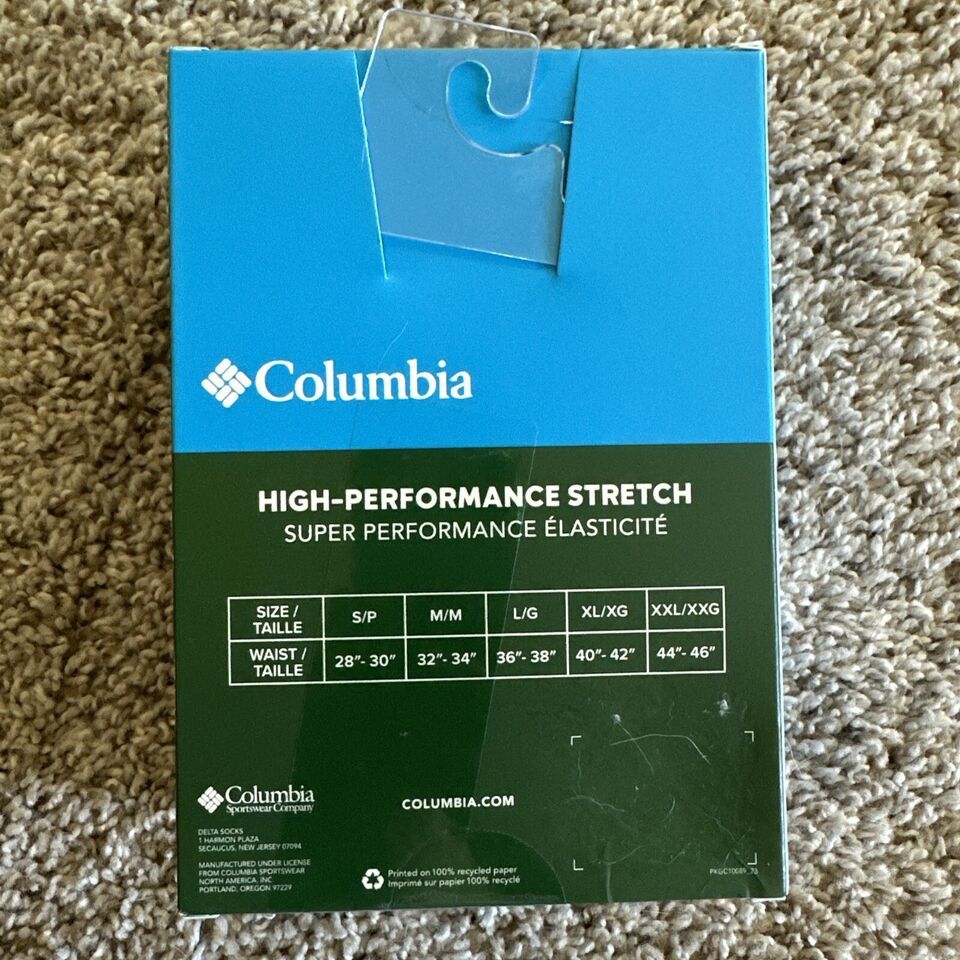 Columbia
HIGH-PERFORMANCE STRETCH
SUPER PERFORMANCE ÉLASTICITÉ
SIZE / TAILLE S/P M/M L/G XL/XG XXL/XXG
WAIST / TAILLE 28"- 30" 32"- 34" 36"- 38" 40"- 42" 44"- 46"
Columbia
Sportswear Company
COLUMBIA.COM
DELTA SOCKS
1 HARMON PLAZA
SECAUCUS, NEW JERSEY 07094
MANUFACTURED UNDER LICENSE
FROM COLUMBIA SPORTSWEAR
NORTH AMERICA, INC
PORTLAND, OREGON 97229
Printed on 100% recycled paper
Imprimé sur papier 100% recyclé